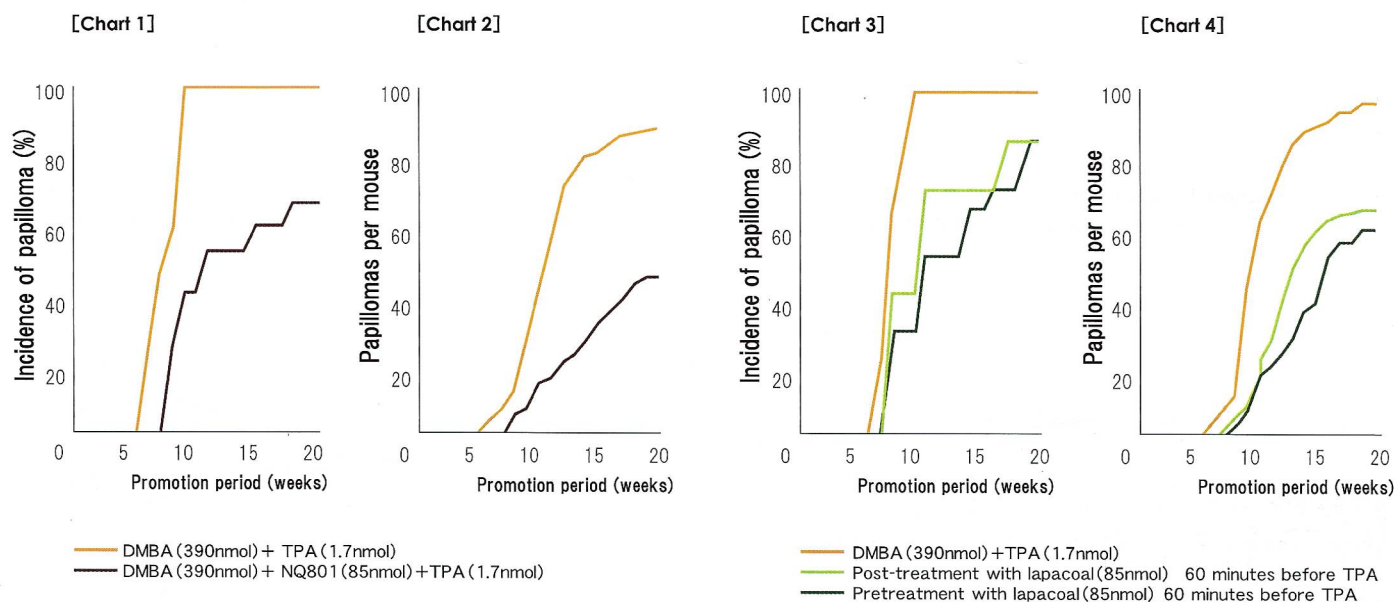 [Chart 1]
[Chart 2]
[Chart 3]
[Chart 4]
Incidence of papilloma (%)
100
80
60
40
20
0
5
10
15
20
Promotion period (weeks)
Papillomas per mouse
100
80
60
40
20
0
5
10
15
20
Promotion period (weeks)
DMBA (390nmol) + TPA (1.7nmol)
DMBA (390nmol) + NQ801 (85nmol) + TPA (1.7nmol)
Incidence of papilloma (%)
100
80
60
40
20
0
5
10
15
20
Promotion period (weeks)
Papillomas per mouse
100
80
60
40
20
0
5
10
15
20
Promotion period (weeks)
DMBA (390nmol) +TPA (1.7nmol)
Post-treatment with lapacoal (85nmol) 60 minutes before TPA
Pretreatment with lapacoal (85nmol) 60 minutes before TPA